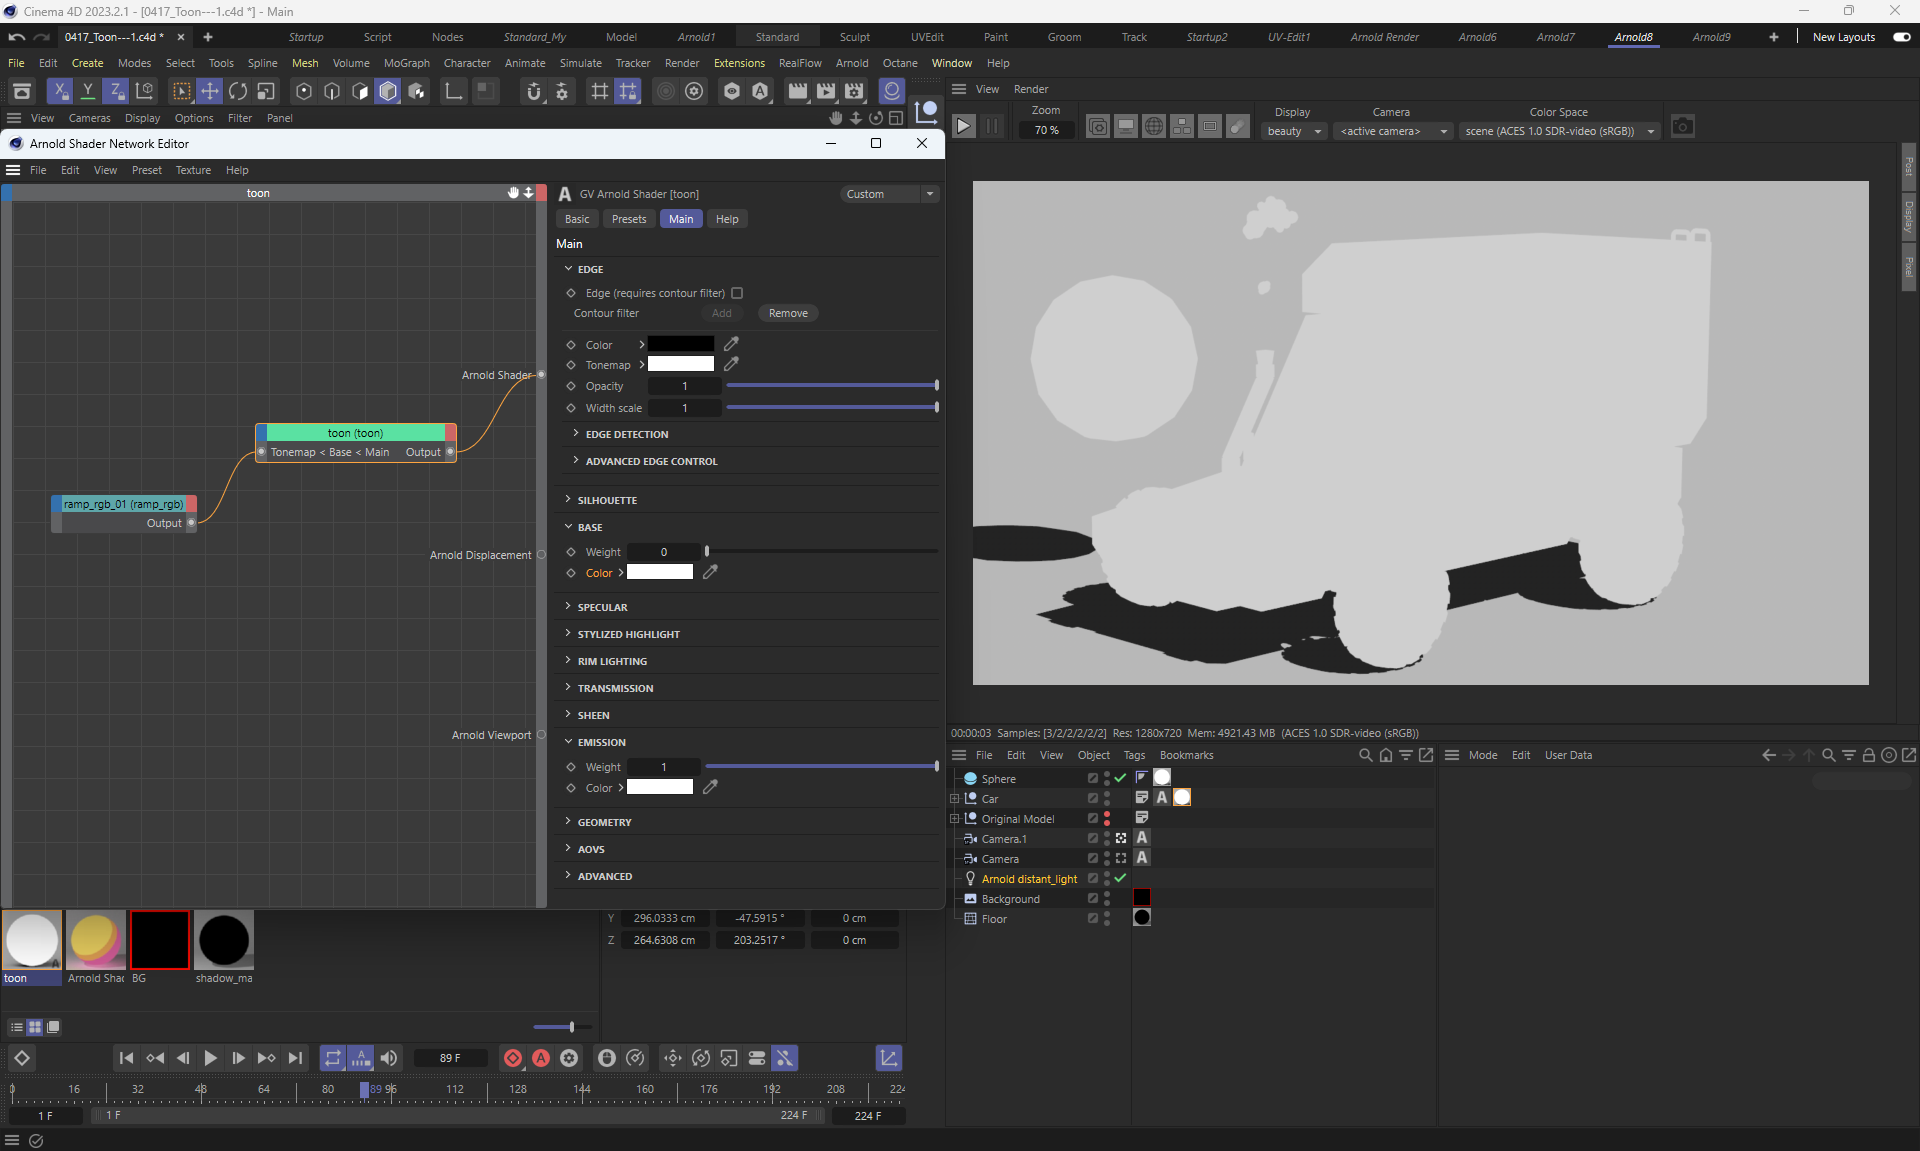 Cinema 4D 2023.2.1 - [0417_Toon---1.c4d *] - Main
0417_Toon---1.c4d *
Startup Script Nodes Standard_My Model Arnold1 Standard Sculpt UVEdit Paint Groom Track Startup2 UV-Edit1 Arnold Render Arnold6 Arnold7 Arnold8 Arnold9 New Layouts
File Edit Create Modes Select Tools Spline Mesh Volume MoGraph Character Animate Simulate Tracker Render Extensions RealFlow Arnold Octane Window Help
View Render
View Cameras Display Options Filter Panel
Zoom
70 %
Display
beauty
Camera
<active camera>
Color Space
scene (ACES 1.0 SDR-video (sRGB))
Post
Display
Pixel
Arnold Shader Network Editor
File Edit View Preset Texture Help
toon
Arnold Shader
toon (toon)
Tonemap < Base < Main Output
ramp_rgb_01 (ramp_rgb)
Output
Arnold Displacement
Arnold Viewport
GV Arnold Shader [toon]
Custom
Basic Presets Main Help
Main
EDGE
Edge (requires contour filter)
Contour filter Add Remove
Color
Tonemap
Opacity 1
Width scale 1
EDGE DETECTION
ADVANCED EDGE CONTROL
SILHOUETTE
BASE
Weight 0
Color
SPECULAR
STYLIZED HIGHLIGHT
RIM LIGHTING
TRANSMISSION
SHEEN
EMISSION
Weight 1
Color
GEOMETRY
AOVS
ADVANCED
00:00:03 Samples: [3/2/2/2/2/2] Res: 1280x720 Mem: 4921.43 MB (ACES 1.0 SDR-video (sRGB))
File Edit View Object Tags Bookmarks
Mode Edit User Data
Sphere
Car
Original Model
Camera.1
Camera
Arnold distant_light
Background
Floor
Y 296.0333 cm -47.5915 ° 0 cm
Z 264.6308 cm 203.2517 ° 0 cm
toon Arnold Shac BG shadow_ma
89 F
16 32 48 64 80 89 96 112 128 144 160 176 192 208 224
1 F 1 F 224 F 224 F